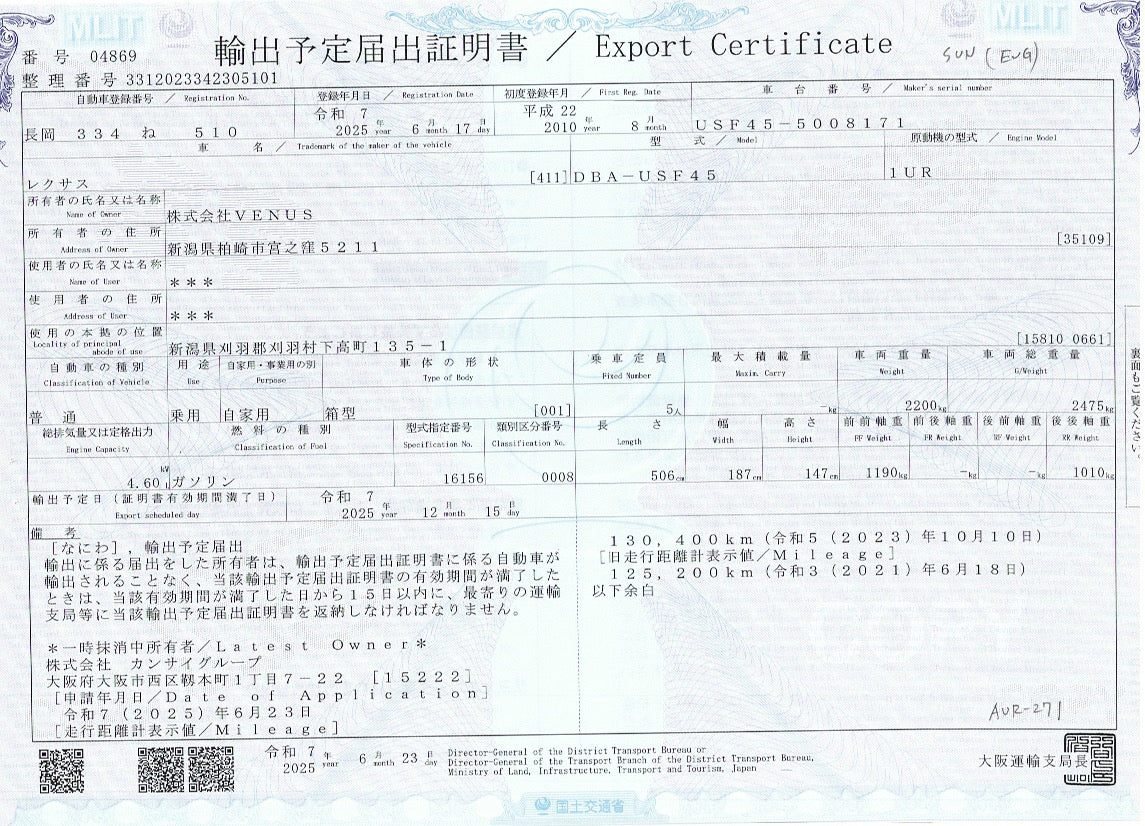 MLIT
MLIT
番号 04869
輸出予定届出証明書 ／ Export Certificate
SUN (ENG)
整理番号 3312023342305101
自動車登録番号 ／ Registration No.
登録年月日 ／ Registration Date
初度登録年月 ／ First Reg. Date
車台番号 ／ Maker's serial number
長岡 ３３４ ね ５１０
令和 7
2025 年 year 6 月 month 17 日 day
平成 22
2010 年 year 8 月 month
ＵＳＦ４５－５００８１７１
車名 ／ Trademark of the maker of the vehicle
型式 ／ Model
原動機の型式 ／ Engine Model
レクサス [411]
ＤＢＡ－ＵＳＦ４５
１ＵＲ
所有者の氏名又は名称
Name of Owner
株式会社ＶＥＮＵＳ
所有者の住所
Address of Owner
新潟県柏崎市宮之窪５２１１ [35109]
使用者の氏名又は名称
Name of User
＊＊＊
使用者の住所
Address of User
＊＊＊
使用の本拠の位置
Locality of principal abode of use
新潟県刈羽郡刈羽村下高町１３５－１ [15810 0661]
自動車の種別
Classification of Vehicle
用途
Use
自家用・事業用の別
Purpose
車体の形状
Type of Body
乗車定員
Fixed Number
最大積載量
Maxim. Carry
車両重量
Weight
車両総重量
G/Weight
普通 乗用 自家用 箱型 [001] 5人 －kg 2200kg 2475kg
総排気量又は定格出力
Engine Capacity
燃料の種別
Classification of Fuel
型式指定番号
Specification No.
類別区分番号
Classification No.
長さ
Length
幅
Width
高さ
Height
前前軸重
FF Weight
前後軸重
FR Weight
後前軸重
RF Weight
後後軸重
RR Weight
4.60 kW l ガソリン 16156 0008 506cm 187cm 147cm 1190kg －kg －kg 1010kg
輸出予定日 (証明書有効期間満了日)
Export scheduled day
令和 7
2025 年 year 12 月 month 15 日 day
備考
[なにわ]，輸出予定届出
輸出に係る届出をした所有者は、輸出予定届出証明書に係る自動車が
輸出されることなく、当該輸出予定届出証明書の有効期間が満了した
ときは、当該有効期間が満了した日から１５日以内に、最寄りの運輸
支局等に当該輸出予定届出証明書を返納しなければなりません。
＊一時抹消中所有者／Ｌａｔｅｓｔ Ｏｗｎｅｒ＊
株式会社 カンサイグループ
大阪府大阪市西区靱本町１丁目７－２２ [１５２２２]
[申請年月日／Ｄａｔｅ ｏｆ Ａｐｐｌｉｃａｔｉｏｎ]
令和７（２０２５）年６月２３日
[走行距離計表示値／Ｍｉｌｅａｇｅ]
１３０，４００ｋｍ（令和５（２０２３）年１０月１０日）
[旧走行距離計表示値／Ｍｉｌｅａｇｅ]
１２５，２００ｋｍ（令和３（２０２１）年６月１８日）
以下余白
裏面もご覧ください。
AUR-271
令和 7
2025 年 year 6 月 month 23 日 day
Director-General of the District Transport Bureau or
Director-General of the Transport Branch of the District Transport Bureau,
Ministry of Land, Infrastructure, Transport and Tourism, Japan
大阪運輸支局長
国土交通省